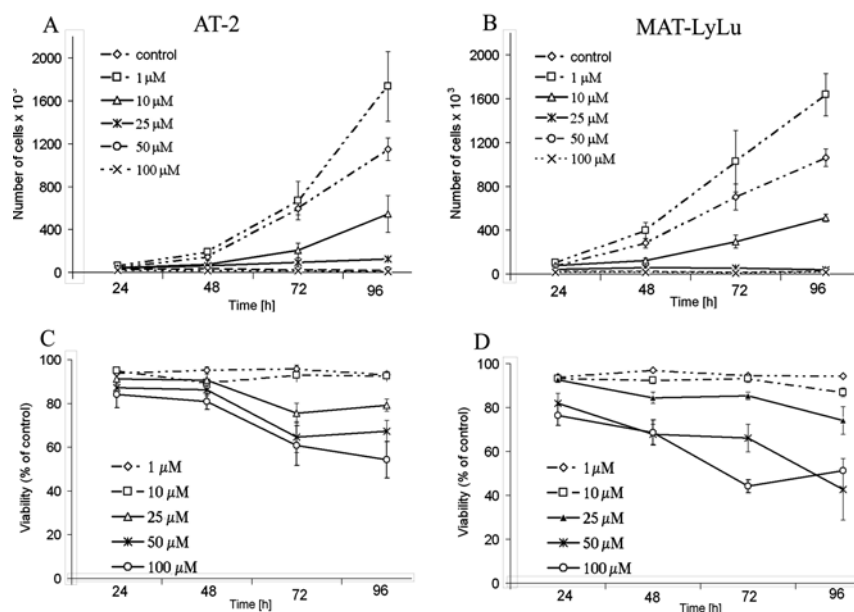 A AT-2
2000
1600
1200
800
400
0
Number of cells x 10³
control
1 μM
10 μM
25 μM
50 μM
100 μM
24 48 72 96
Time [h]
B MAT-LyLu
2000
1600
1200
800
400
0
Number of cells x 10³
control
1 μM
10 μM
25 μM
50 μM
100 μM
24 48 72 96
Time [h]
C
100
80
60
40
20
0
Viability (% of control)
1 μM
10 μM
25 μM
50 μM
100 μM
24 48 72 96
Time [h]
D
100
80
60
40
20
0
Viability (% of control)
1 μM
10 μM
25 μM
50 μM
100 μM
24 48 72 96
Time [h]